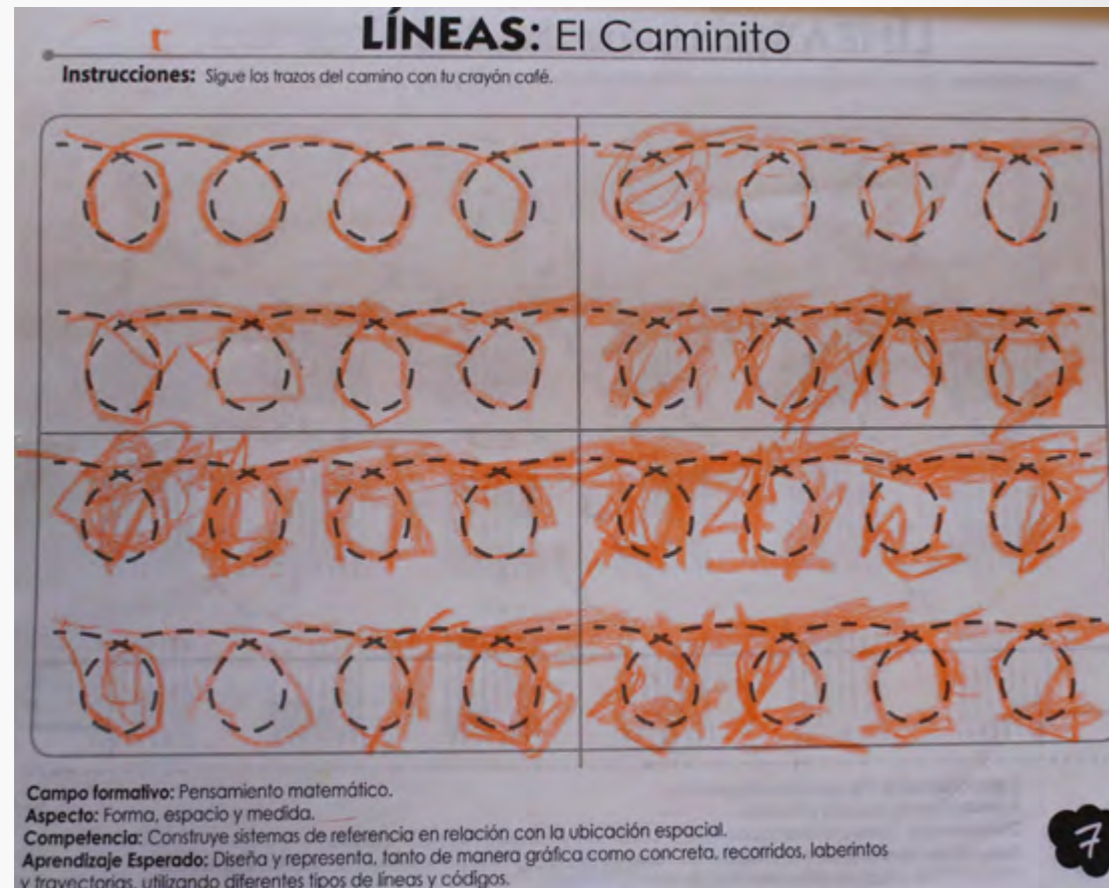 LÍNEAS: El Caminito
Instrucciones: Sigue los trazos del camino con tu crayón café.
Campo formativo: Pensamiento matemático.
Aspecto: Forma, espacio y medida.
Competencia: Construye sistemas de referencia en relación con la ubicación espacial.
Aprendizaje Esperado: Diseña y representa, tanto de manera gráfica como concreta, recorridos, laberintos
y trayectorias, utilizando diferentes tipos de líneas y códigos.
7